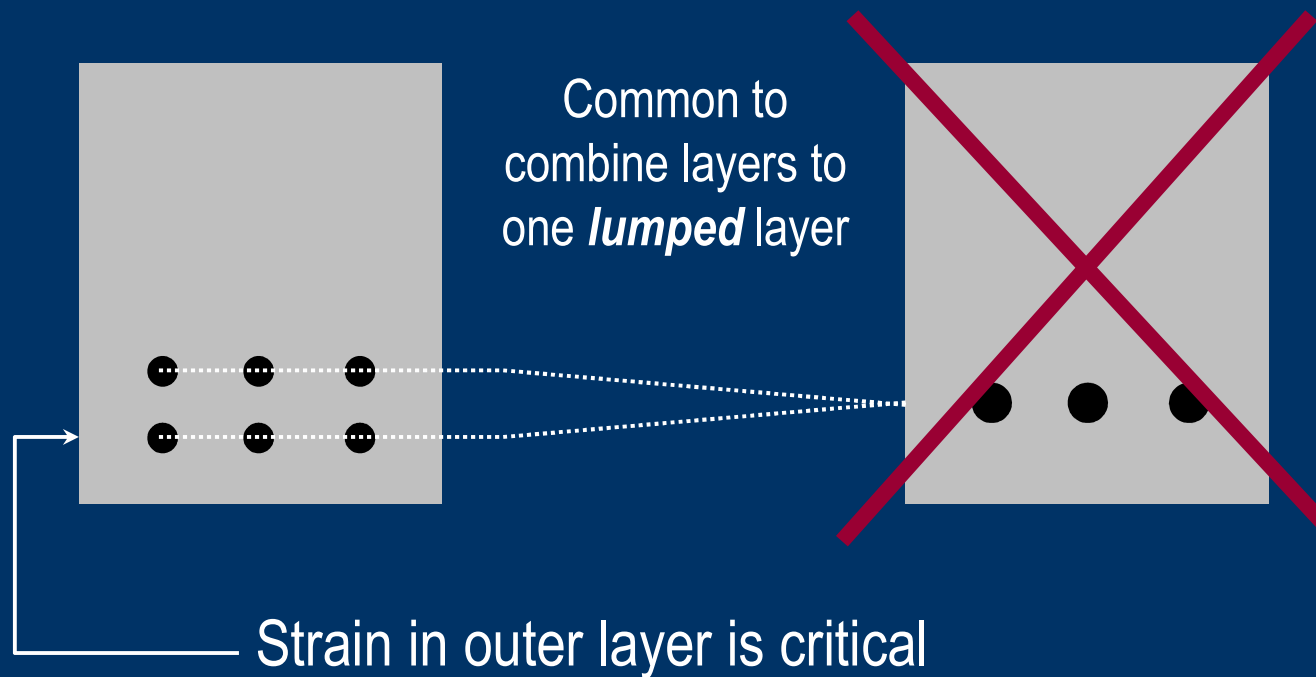 Common to
combine layers to
one lumped layer
Strain in outer layer is critical